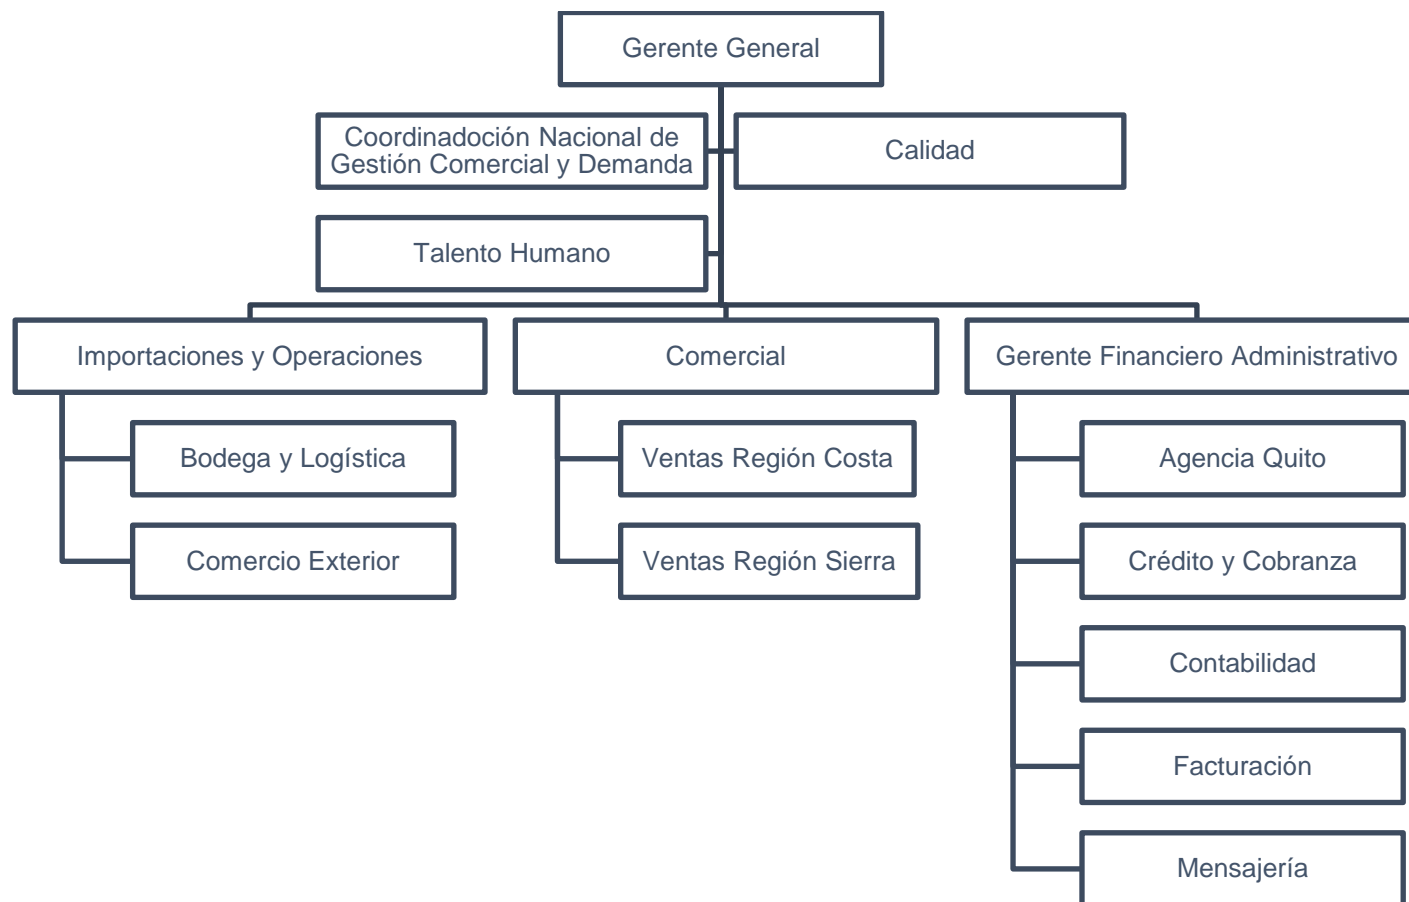 Gerente General
Coordinadoción Nacional de
Gestión Comercial y Demanda
Calidad
Talento Humano
Importaciones y Operaciones
Comercial
Gerente Financiero Administrativo
Bodega y Logística
Ventas Región Costa
Agencia Quito
Comercio Exterior
Ventas Región Sierra
Crédito y Cobranza
Contabilidad
Facturación
Mensajería